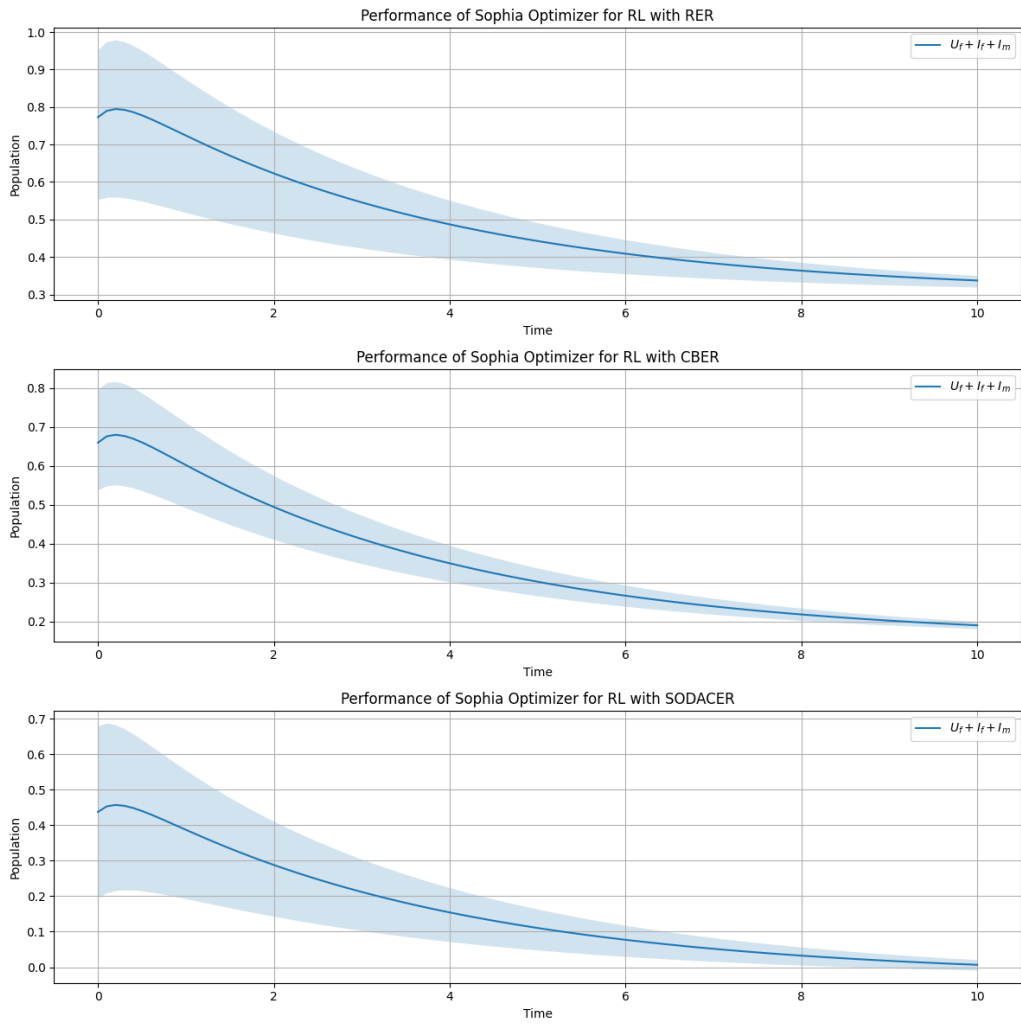 Performance of Sophia Optimizer for RL with RER
1.0
0.9
0.8
0.7
0.6
0.5
0.4
0.3
Population
U_f + I_f + I_m
0 2 4 6 8 10
Time
Performance of Sophia Optimizer for RL with CBER
0.8
0.7
0.6
0.5
0.4
0.3
0.2
Population
U_f + I_f + I_m
0 2 4 6 8 10
Time
Performance of Sophia Optimizer for RL with SODACER
0.7
0.6
0.5
0.4
0.3
0.2
0.1
0.0
Population
U_f + I_f + I_m
0 2 4 6 8 10
Time